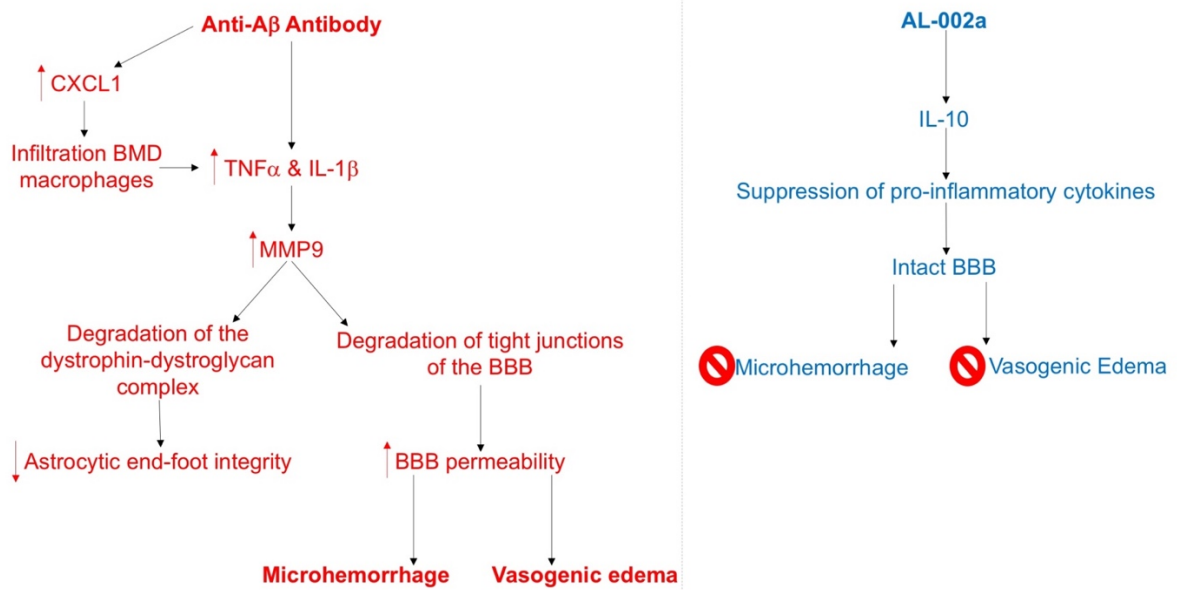 Anti-Aβ Antibody
CXCL1
Infiltration BMD
macrophages
TNFα & IL-1β
MMP9
Degradation of the
dystrophin-dystroglycan
complex
Degradation of tight junctions
of the BBB
Astrocytic end-foot integrity
BBB permeability
Microhemorrhage
Vasogenic edema
AL-002a
IL-10
Suppression of pro-inflammatory cytokines
Intact BBB
Microhemorrhage
Vasogenic Edema